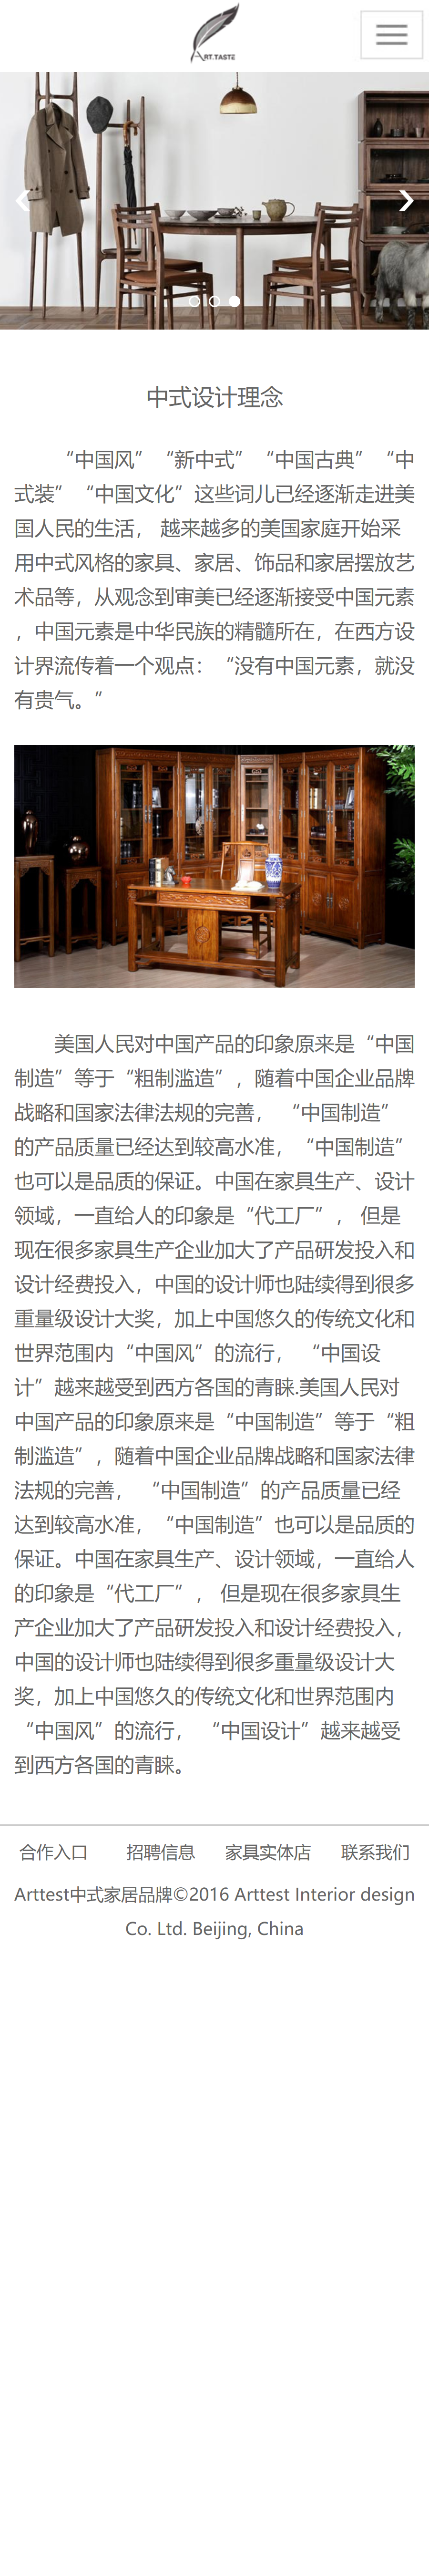 ART.TASTE
中式设计理念
“中国风”“新中式”“中国古典”“中
式装”“中国文化”这些词儿已经逐渐走进美
国人民的生活， 越来越多的美国家庭开始采
用中式风格的家具、家居、饰品和家居摆放艺
术品等，从观念到审美已经逐渐接受中国元素
，中国元素是中华民族的精髓所在，在西方设
计界流传着一个观点：“没有中国元素，就没
有贵气。”
美国人民对中国产品的印象原来是“中国
制造”等于“粗制滥造”，随着中国企业品牌
战略和国家法律法规的完善， “中国制造”
的产品质量已经达到较高水准，“中国制造”
也可以是品质的保证。中国在家具生产、设计
领域，一直给人的印象是“代工厂”， 但是
现在很多家具生产企业加大了产品研发投入和
设计经费投入，中国的设计师也陆续得到很多
重量级设计大奖，加上中国悠久的传统文化和
世界范围内“中国风”的流行， “中国设
计”越来越受到西方各国的青睐.美国人民对
中国产品的印象原来是“中国制造”等于“粗
制滥造”，随着中国企业品牌战略和国家法律
法规的完善， “中国制造”的产品质量已经
达到较高水准，“中国制造”也可以是品质的
保证。中国在家具生产、设计领域，一直给人
的印象是“代工厂”， 但是现在很多家具生
产企业加大了产品研发投入和设计经费投入，
中国的设计师也陆续得到很多重量级设计大
奖，加上中国悠久的传统文化和世界范围内
“中国风”的流行， “中国设计”越来越受
到西方各国的青睐。
合作入口 招聘信息 家具实体店 联系我们
Arttest中式家居品牌©2016 Arttest Interior design
Co. Ltd. Beijing, China